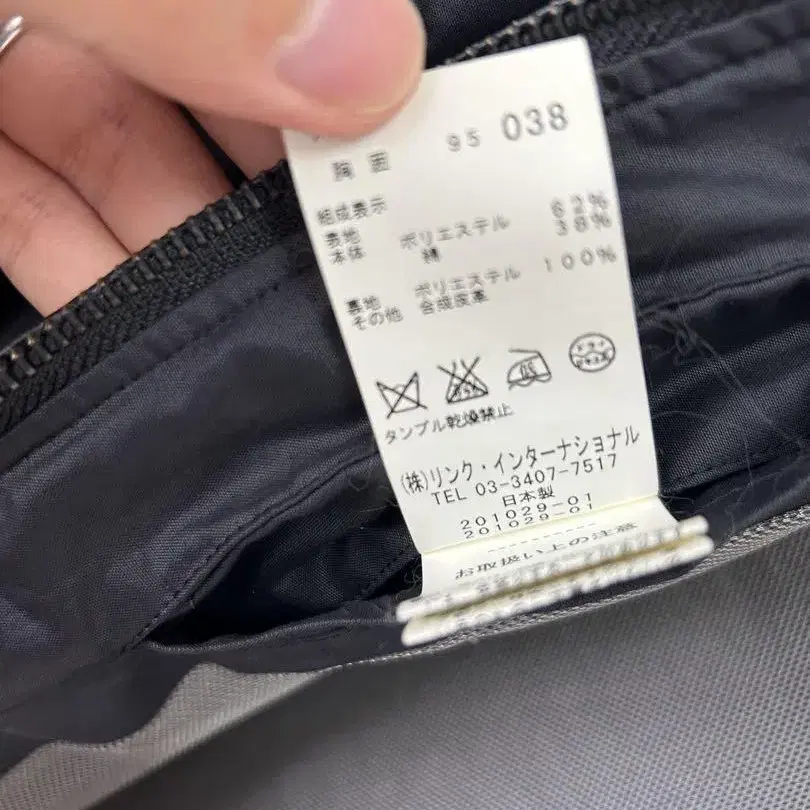 胸囲 95 038
組成表示
表地
本体 ポリエステル 62%
綿 38%
裏地 ポリエステル 100%
その他 合成皮革
タンブル乾燥禁止
(株)リンク・インターナショナル
TEL 03-3407-7517
日本製
201029-01
201029-01
お取扱い上の注意